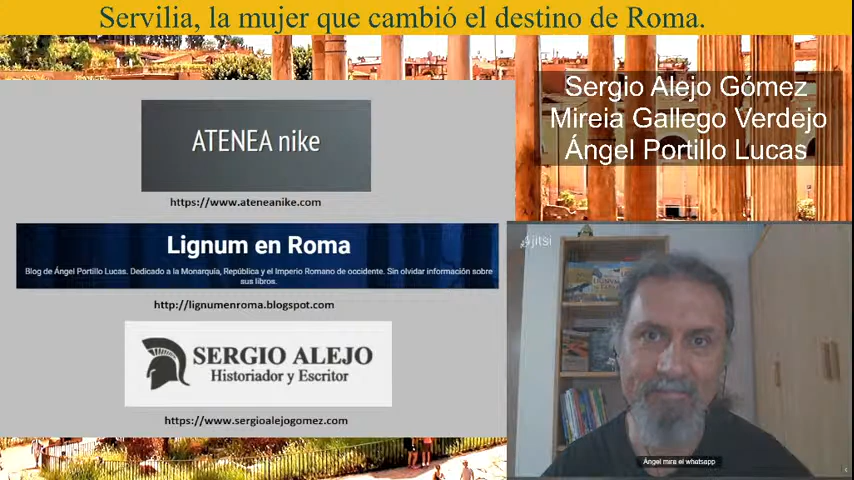 Servilia, la mujer que cambió el destino de Roma.
Sergio Alejo Gómez
Mireia Gallego Verdejo
Ángel Portillo Lucas
ATENEA nike
https://www.ateneanike.com
Lignum en Roma
Blog de Ángel Portillo Lucas. Dedicado a la Monarquía, República y el Imperio Romano de occidente. Sin olvidar información sobre
sus libros.
http://lignumenroma.blogspot.com
SERGIO ALEJO
Historiador y Escritor
https://www.sergioalejogomez.com
jitsi
Ángel mira el whatsapp